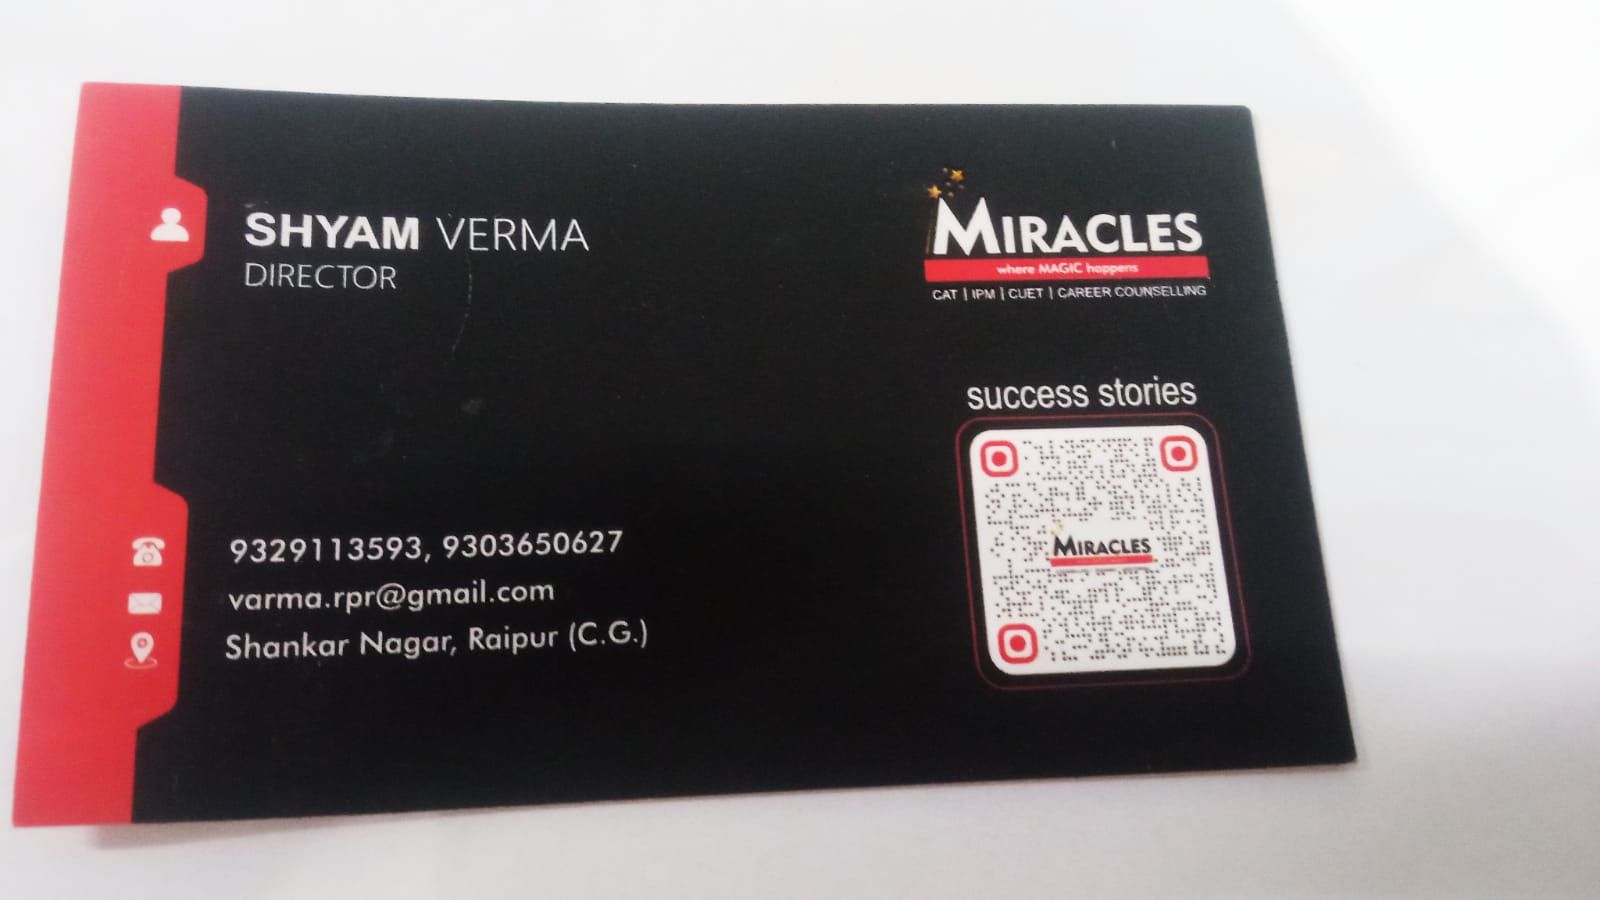 SHYAM VERMA
DIRECTOR
MIRACLES
where MAGIC happens
CAT | IPM | CUET | CAREER COUNSELLING
success stories
MIRACLES
9329113593, 9303650627
varma.rpr@gmail.com
Shankar Nagar, Raipur (C.G.)